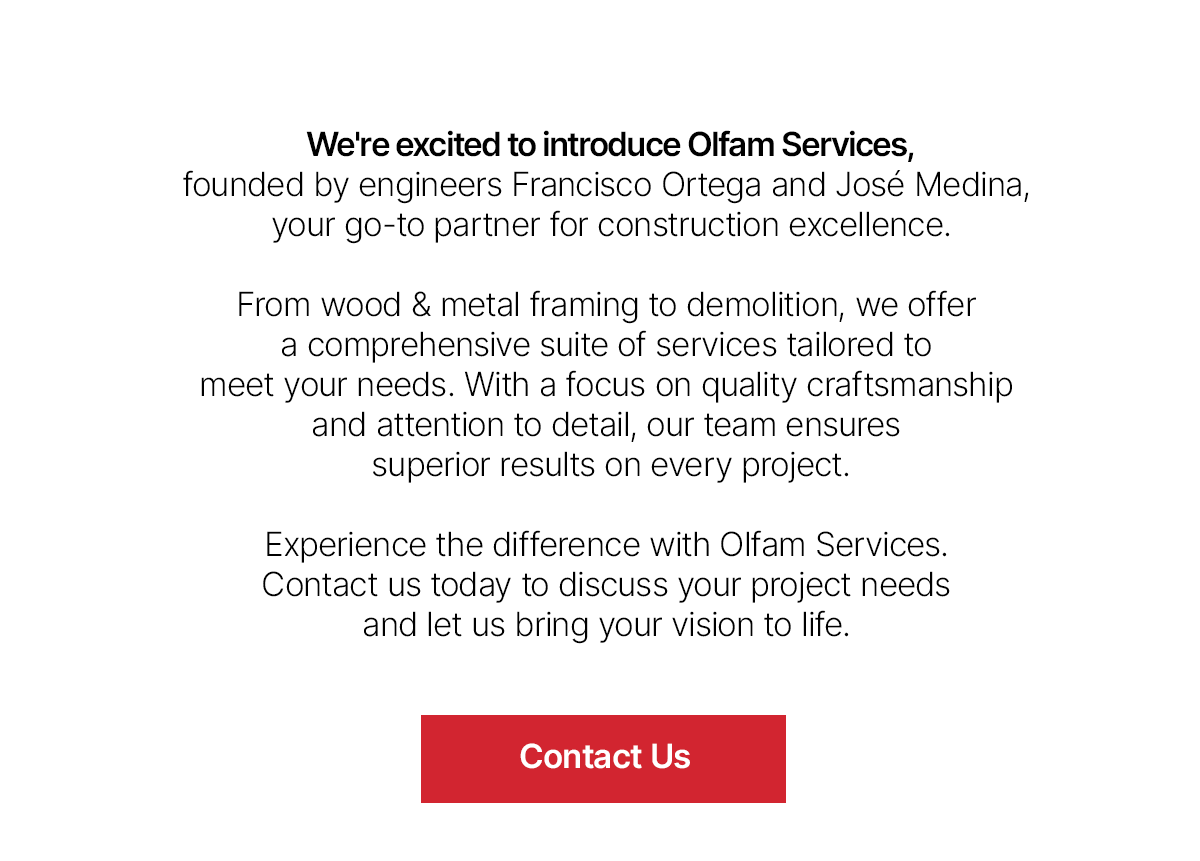 We're excited to introduce Olfam Services,
founded by engineers Francisco Ortega and José Medina,
your go-to partner for construction excellence.
From wood & metal framing to demolition, we offer
a comprehensive suite of services tailored to
meet your needs. With a focus on quality craftsmanship
and attention to detail, our team ensures
superior results on every project.
Experience the difference with Olfam Services.
Contact us today to discuss your project needs
and let us bring your vision to life.
Contact Us